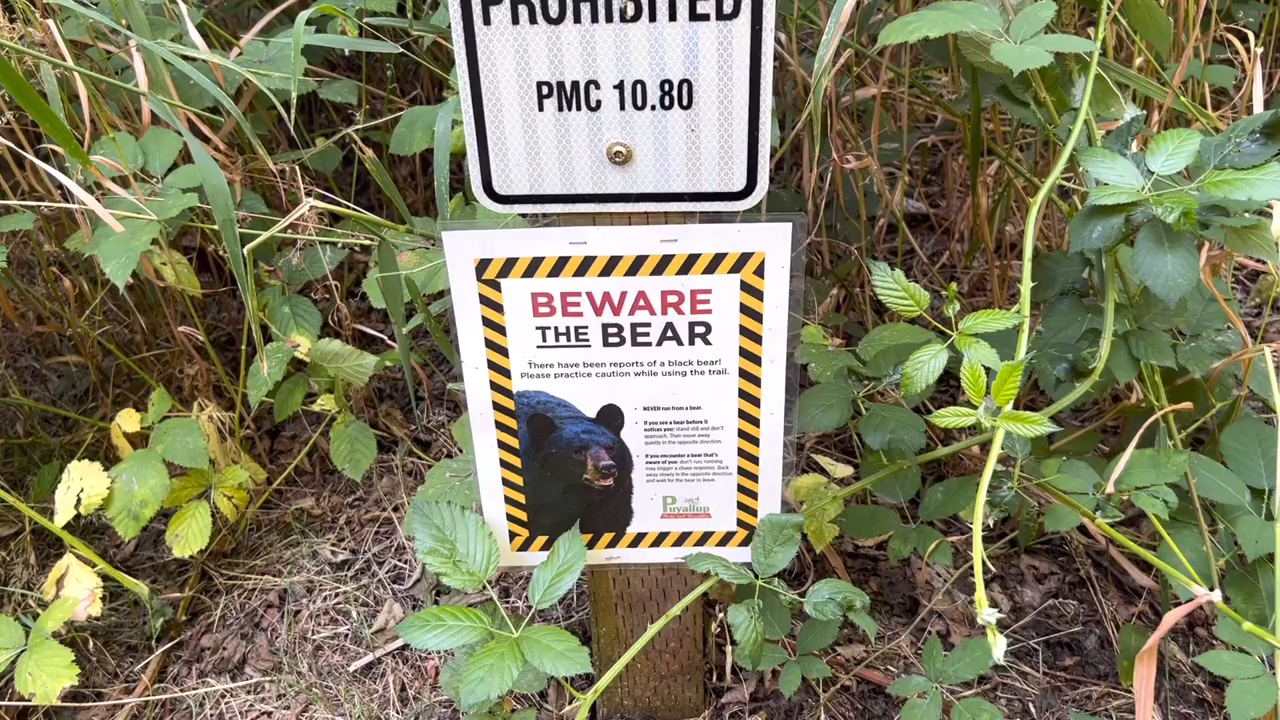 PROHIBITED
PMC 10.80
BEWARE
THE BEAR
There have been reports of a black bear!
Please practice caution while using the trail.
• NEVER run from a bear.
• If you see a bear before it
notices you: stand still and don't
approach. Then move away
quietly in the opposite direction.
• If you encounter a bear that's
aware of you: don't run; running
may trigger a chase response. Back
away slowly in the opposite direction
and wait for the bear to leave.
Puyallup
Parks and Recreation